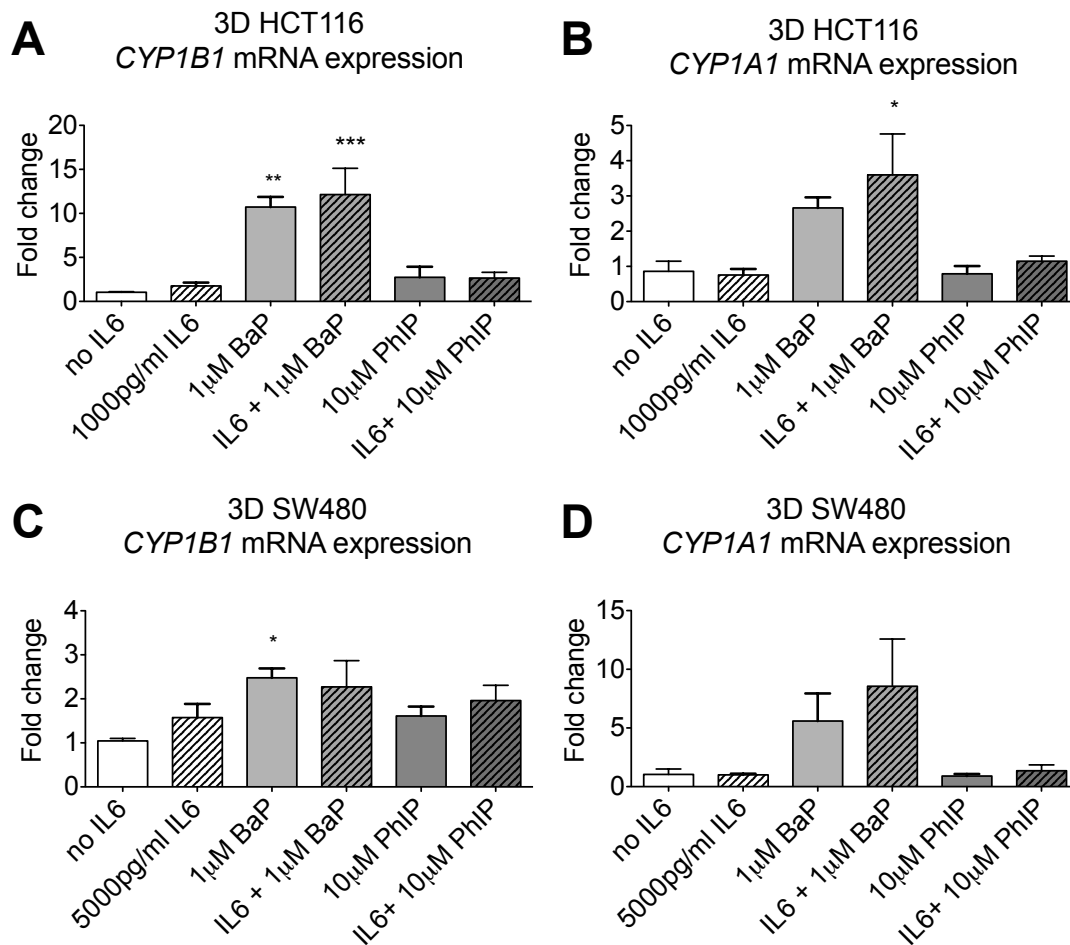 A
3D HCT116
CYP1B1 mRNA expression
Fold change
20
15
10
5
0
**
***
no IL6
1000pg/ml IL6
1μM BaP
IL6 + 1μM BaP
10μM PhIP
IL6+ 10μM PhIP
B
3D HCT116
CYP1A1 mRNA expression
Fold change
5
4
3
2
1
0
*
no IL6
1000pg/ml IL6
1μM BaP
IL6 + 1μM BaP
10μM PhIP
IL6+ 10μM PhIP
C
3D SW480
CYP1B1 mRNA expression
Fold change
4
3
2
1
0
*
no IL6
5000pg/ml IL6
1μM BaP
IL6 + 1μM BaP
10μM PhIP
IL6+ 10μM PhIP
D
3D SW480
CYP1A1 mRNA expression
Fold change
15
10
5
0
no IL6
5000pg/ml IL6
1μM BaP
IL6 + 1μM BaP
10μM PhIP
IL6+ 10μM PhIP